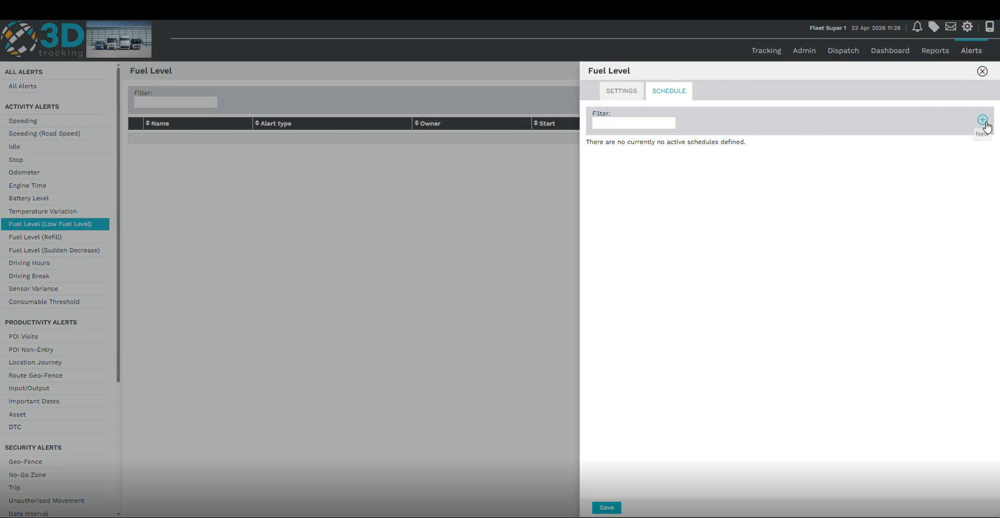 3D
tracking
Fleet Super 1 23 Apr 2026 11:28
Tracking Admin Dispatch Dashboard Reports Alerts
ALL ALERTS
All Alerts
ACTIVITY ALERTS
Speeding
Speeding (Road Speed)
Idle
Stop
Odometer
Engine Time
Battery Level
Temperature Variation
Fuel Level (Low Fuel Level)
Fuel Level (Refill)
Fuel Level (Sudden Decrease)
Driving Hours
Driving Break
Sensor Variance
Consumable Threshold
PRODUCTIVITY ALERTS
POI Visits
POI Non-Entry
Location Journey
Route Geo-Fence
Input/Output
Important Dates
Asset
DTC
SECURITY ALERTS
Geo-Fence
No-Go Zone
Trip
Unauthorised Movement
Data Interval
Fuel Level
Filter:
Name Alert type Owner Start
Fuel Level
SETTINGS SCHEDULE
Filter:
New
There are no currently no active schedules defined.
Save